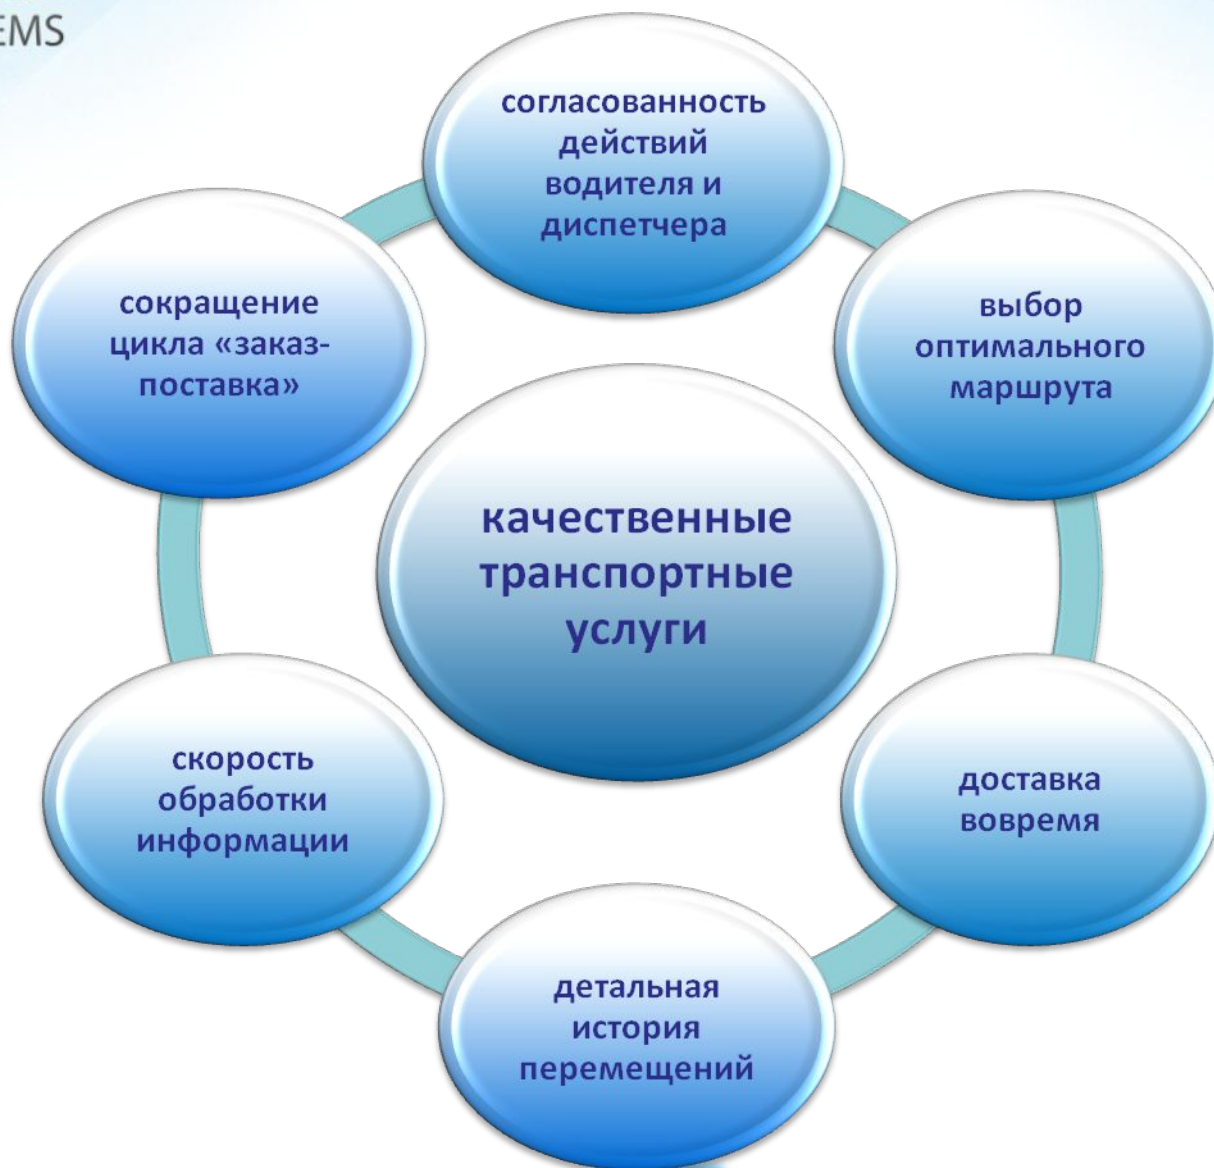 EMS
согласованность
действий
водителя и
диспетчера
выбор
оптимального
маршрута
доставка
вовремя
детальная
история
перемещений
скорость
обработки
информации
сокращение
цикла «заказ-
поставка»
качественные
транспортные
услуги